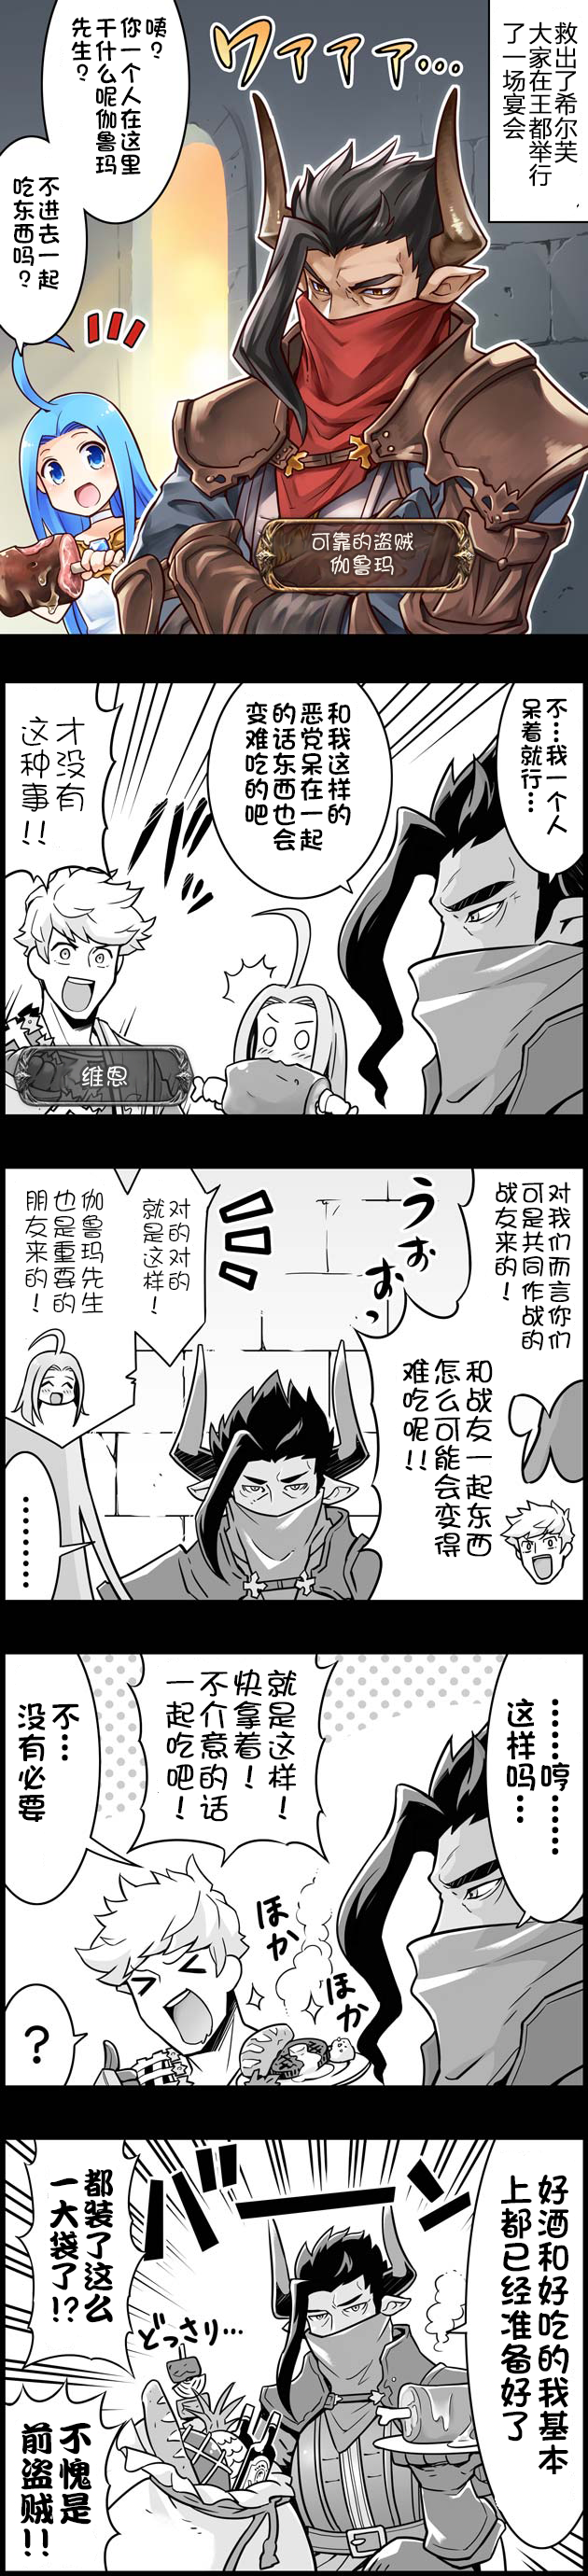 救出了希尔芙
大家在王都举行
了一场宴会
ワァァァァ…
咦？
你一个人在这里
干什么呢伽鲁玛
先生？
不进去一起
吃东西吗？
可靠的盗贼
伽鲁玛
不…我一个人
呆着就行…
和我这样的
恶党呆在一起
的话东西也会
变难吃的吧
才没有
这种事！！
维恩
对我们而言你们
可是共同作战的
战友来的！
和战友一起东西
怎么可能会变得
难吃呢！！
うおおっ
对的对的
就是这样！
伽鲁玛先生
也是重要的
朋友来的！
………
……哼……
这样吗…
就是这样！
快拿着！
不介意的话
一起吃吧！
ほか
ほか
不…
没有必要
？
好酒和好吃的我基本
上都已经准备好了
どっさり…
都装了这么
一大袋了!?
不愧是
前盗贼!!